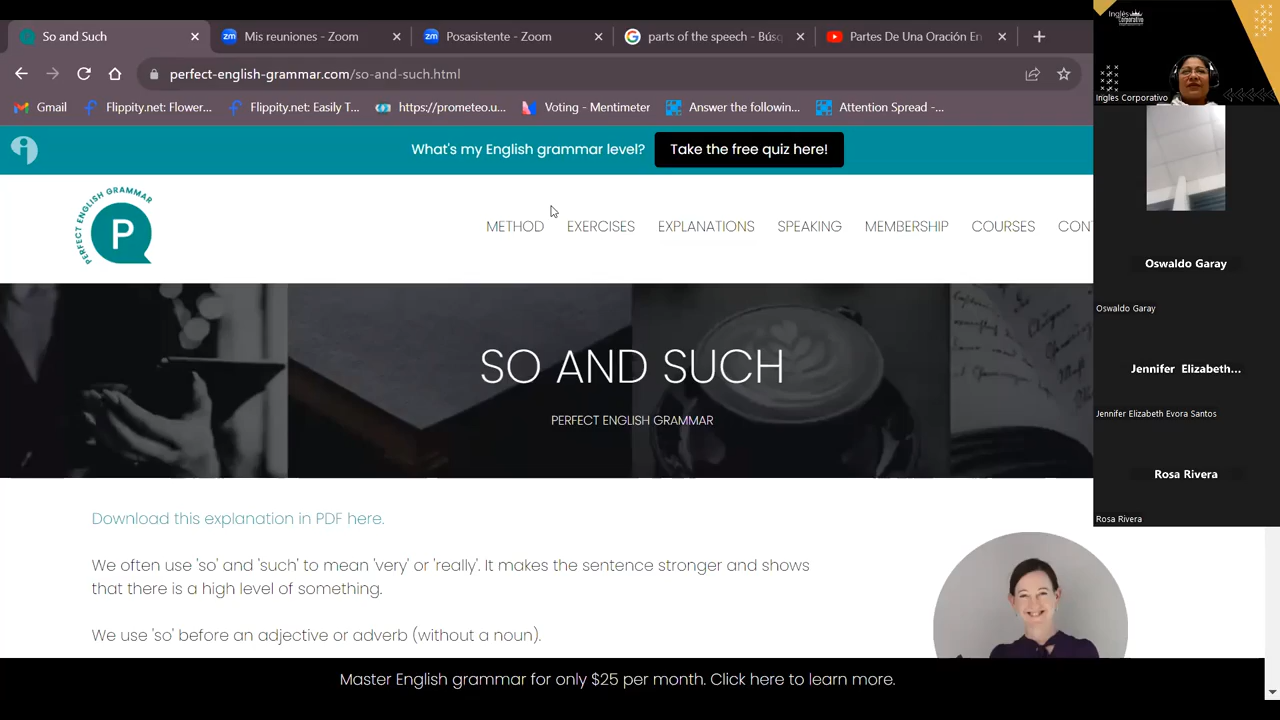 So and Such
Mis reuniones - Zoom
Posasistente - Zoom
parts of the speech - Búsq
Partes De Una Oración En
perfect-english-grammar.com/so-and-such.html
Gmail
Flippity.net: Flower...
Flippity.net: Easily T...
https://prometeo.u...
Voting - Mentimeter
Answer the followin...
Attention Spread -...
What's my English grammar level?
Take the free quiz here!
PERFECT ENGLISH GRAMMAR
P
METHOD
EXERCISES
EXPLANATIONS
SPEAKING
MEMBERSHIP
COURSES
CONT
SO AND SUCH
PERFECT ENGLISH GRAMMAR
Download this explanation in PDF here.
We often use 'so' and 'such' to mean 'very' or 'really'. It makes the sentence stronger and shows
that there is a high level of something.
We use 'so' before an adjective or adverb (without a noun).
Master English grammar for only $25 per month. Click here to learn more.
Inglés
Corporativo
Ingles Corporativo
Oswaldo Garay
Oswaldo Garay
Jennifer Elizabeth...
Jennifer Elizabeth Evora Santos
Rosa Rivera
Rosa Rivera